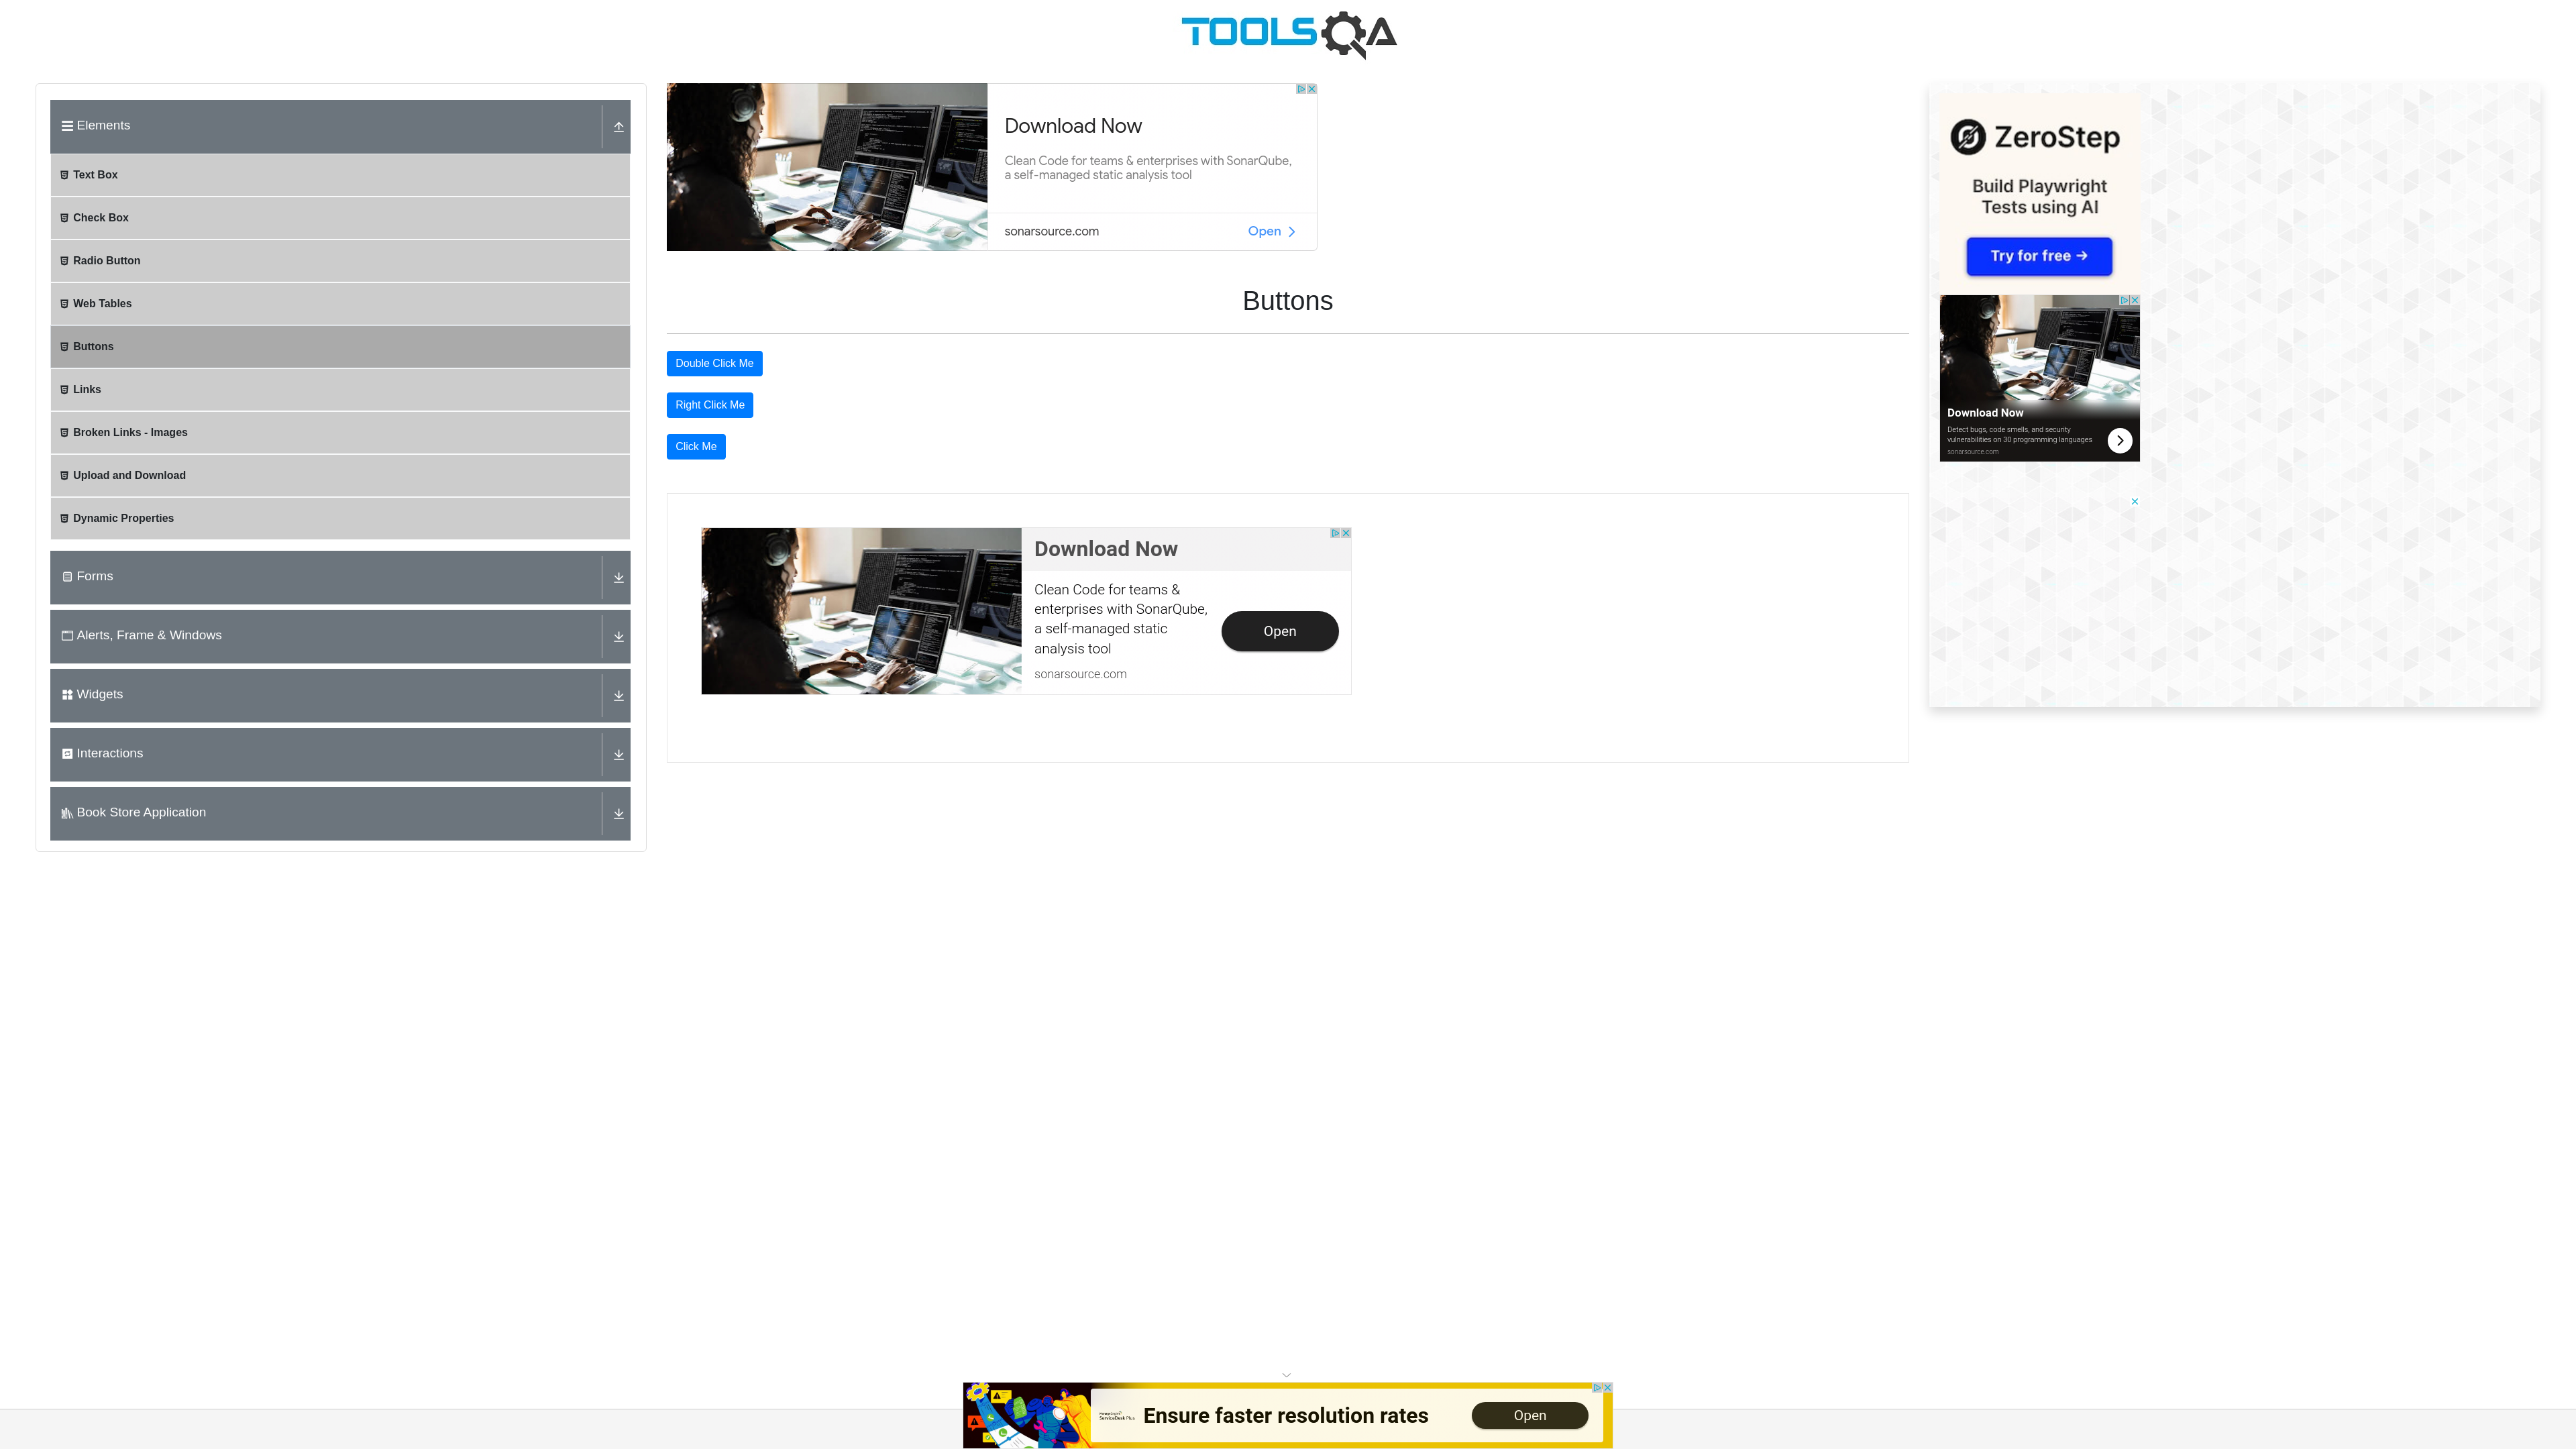 TOOLSQA
Elements
Text Box
Check Box
Radio Button
Web Tables
Buttons
Links
Broken Links - Images
Upload and Download
Dynamic Properties
Forms
Alerts, Frame & Windows
Widgets
Interactions
Book Store Application
Download Now
Clean Code for teams & enterprises with SonarQube,
a self-managed static analysis tool
sonarsource.com
Open
Buttons
Double Click Me
Right Click Me
Click Me
Download Now
Clean Code for teams &
enterprises with SonarQube,
a self-managed static
analysis tool
sonarsource.com
Open
ZeroStep
Build Playwright
Tests using AI
Try for free →
Download Now
Detect bugs, code smells, and security
vulnerabilities on 30 programming languages
sonarsource.com
ServiceDesk Plus
Ensure faster resolution rates
Open